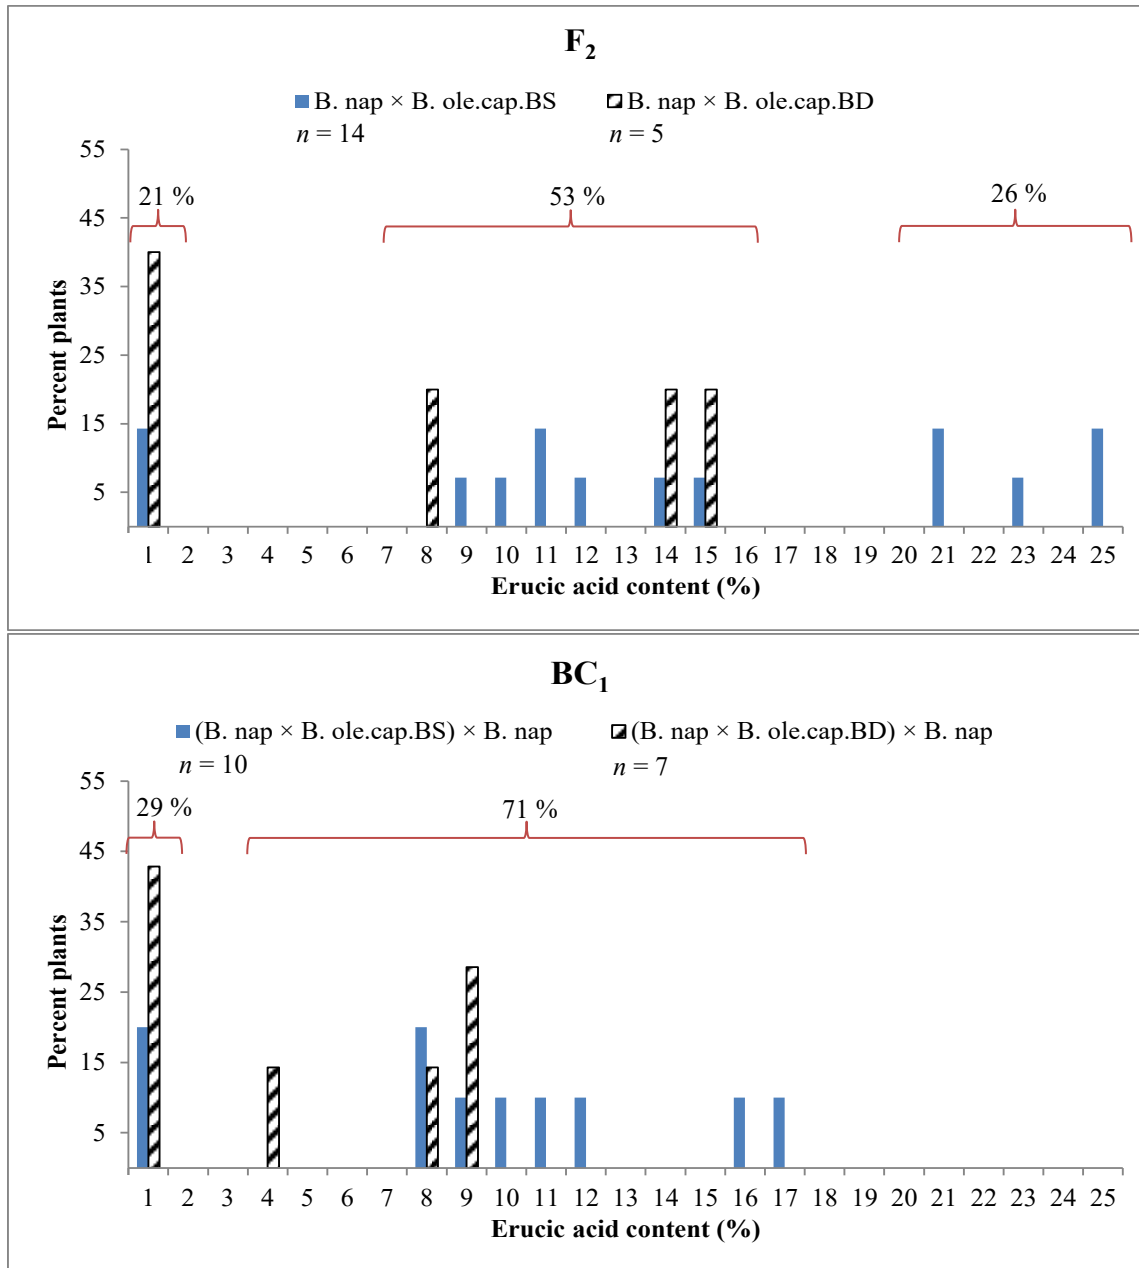 F2
B. nap × B. ole.cap.BS B. nap × B. ole.cap.BD
n = 14 n = 5
55
45
35
25
15
5
21 % 53 % 26 %
Percent plants
1 2 3 4 5 6 7 8 9 10 11 12 13 14 15 16 17 18 19 20 21 22 23 24 25
Erucic acid content (%)
BC1
(B. nap × B. ole.cap.BS) × B. nap (B. nap × B. ole.cap.BD) × B. nap
n = 10 n = 7
55
45
35
25
15
5
29 % 71 %
Percent plants
1 2 3 4 5 6 7 8 9 10 11 12 13 14 15 16 17 18 19 20 21 22 23 24 25
Erucic acid content (%)